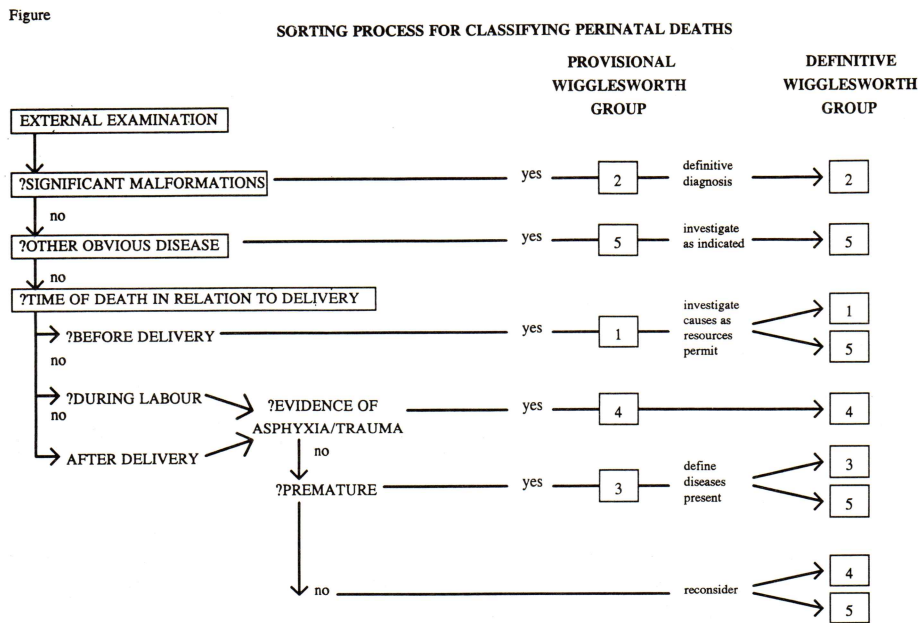 Figure
SORTING PROCESS FOR CLASSIFYING PERINATAL DEATHS
PROVISIONAL
WIGGLESWORTH
GROUP
DEFINITIVE
WIGGLESWORTH
GROUP
EXTERNAL EXAMINATION
?SIGNIFICANT MALFORMATIONS
yes
2
definitive
diagnosis
2
no
?OTHER OBVIOUS DISEASE
yes
5
investigate
as indicated
5
no
?TIME OF DEATH IN RELATION TO DELIVERY
?BEFORE DELIVERY
yes
1
investigate
causes as
resources
permit
1
5
no
?DURING LABOUR
no
AFTER DELIVERY
?EVIDENCE OF
ASPHYXIA/TRAUMA
yes
4
4
no
?PREMATURE
yes
3
define
diseases
present
3
5
no
reconsider
4
5